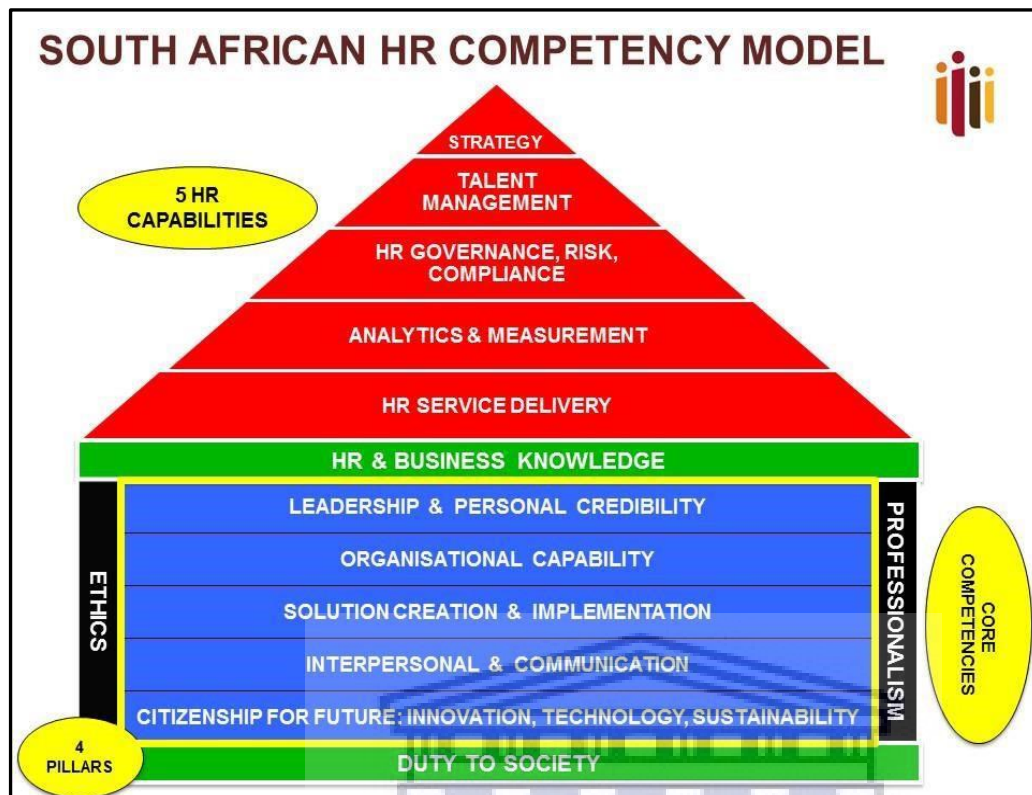 SOUTH AFRICAN HR COMPETENCY MODEL
STRATEGY
5 HR
CAPABILITIES
TALENT
MANAGEMENT
HR GOVERNANCE, RISK,
COMPLIANCE
ANALYTICS & MEASUREMENT
HR SERVICE DELIVERY
HR & BUSINESS KNOWLEDGE
ETHICS
LEADERSHIP & PERSONAL CREDIBILITY
ORGANISATIONAL CAPABILITY
SOLUTION CREATION & IMPLEMENTATION
INTERPERSONAL & COMMUNICATION
CITIZENSHIP FOR FUTURE: INNOVATION, TECHNOLOGY, SUSTAINABILITY
PROFESSIONALISM
CORE
COMPETENCIES
4
PILLARS
DUTY TO SOCIETY